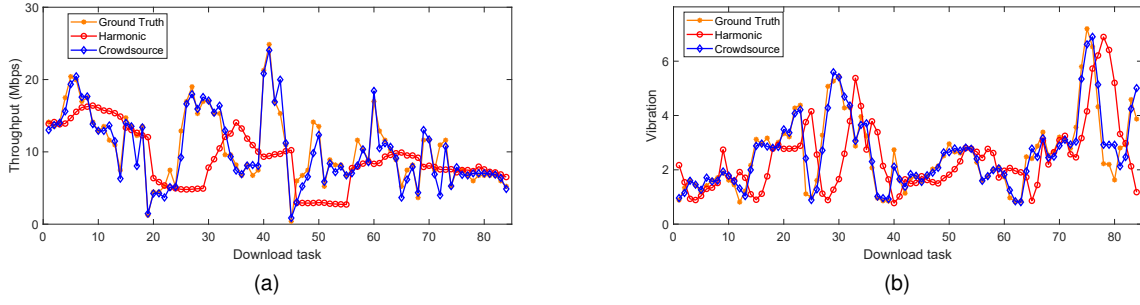 Ground Truth
Harmonic
Crowdsource
Throughput (Mbps)
40
30
20
10
0
0 10 20 30 40 50 60 70 80
Download task
(a)
Ground Truth
Harmonic
Crowdsource
Vibration
8
6
4
2
0
0 10 20 30 40 50 60 70 80
Download task
(b)